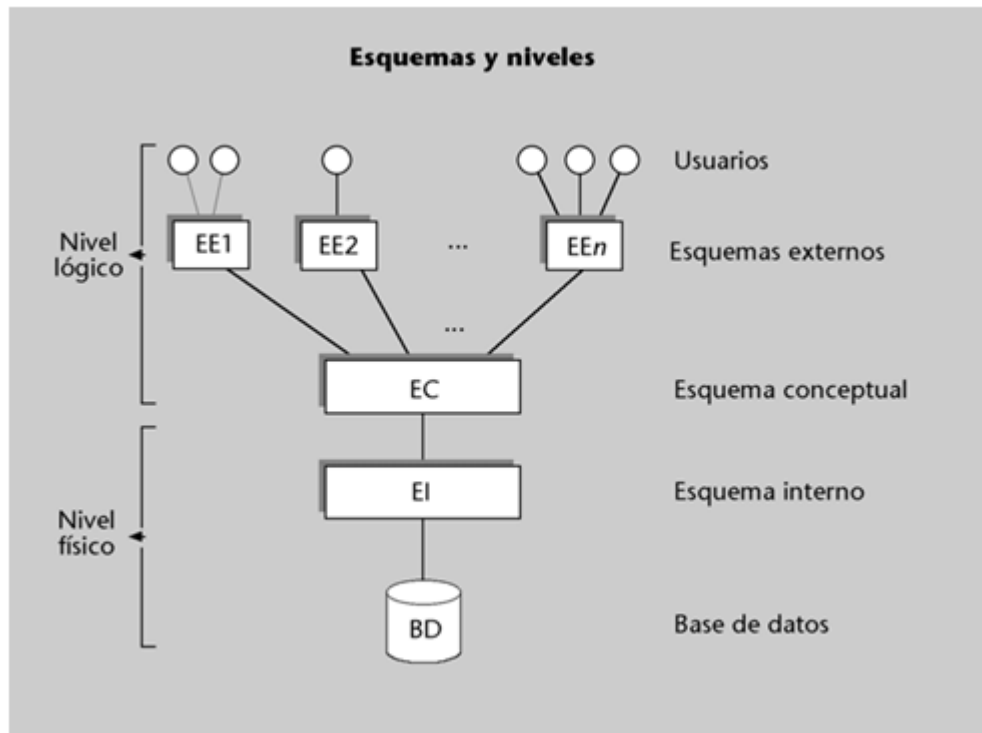 Esquemas y niveles
Usuarios
Nivel
lógico
EE1
EE2
...
EEn
Esquemas externos
...
EC
Esquema conceptual
Nivel
físico
EI
Esquema interno
BD
Base de datos